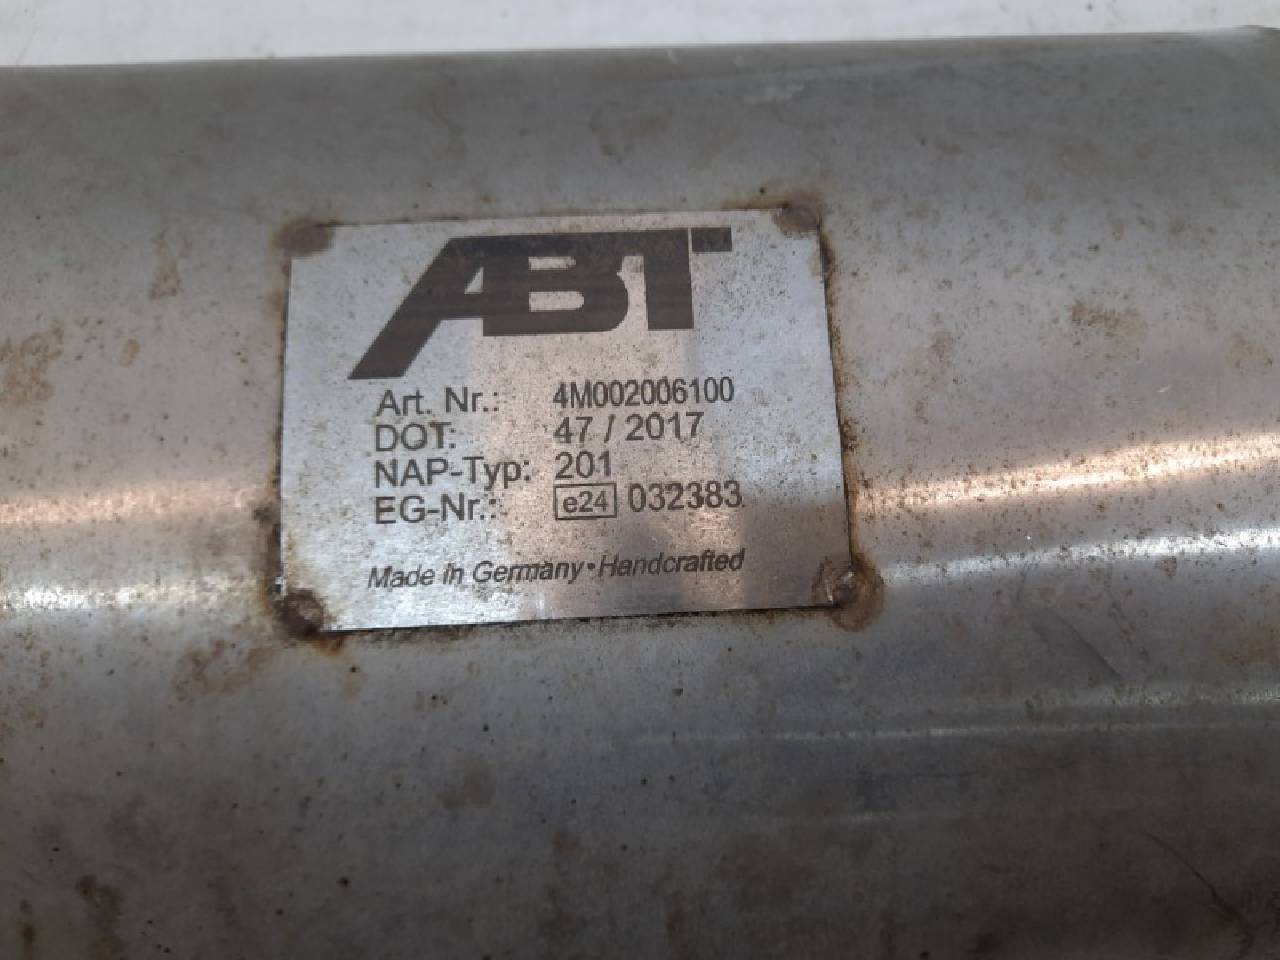 ABT
Art. Nr.: 4M002006100
DOT: 47 / 2017
NAP-Typ: 201
EG-Nr.: e24 032383
Made in Germany • Handcrafted